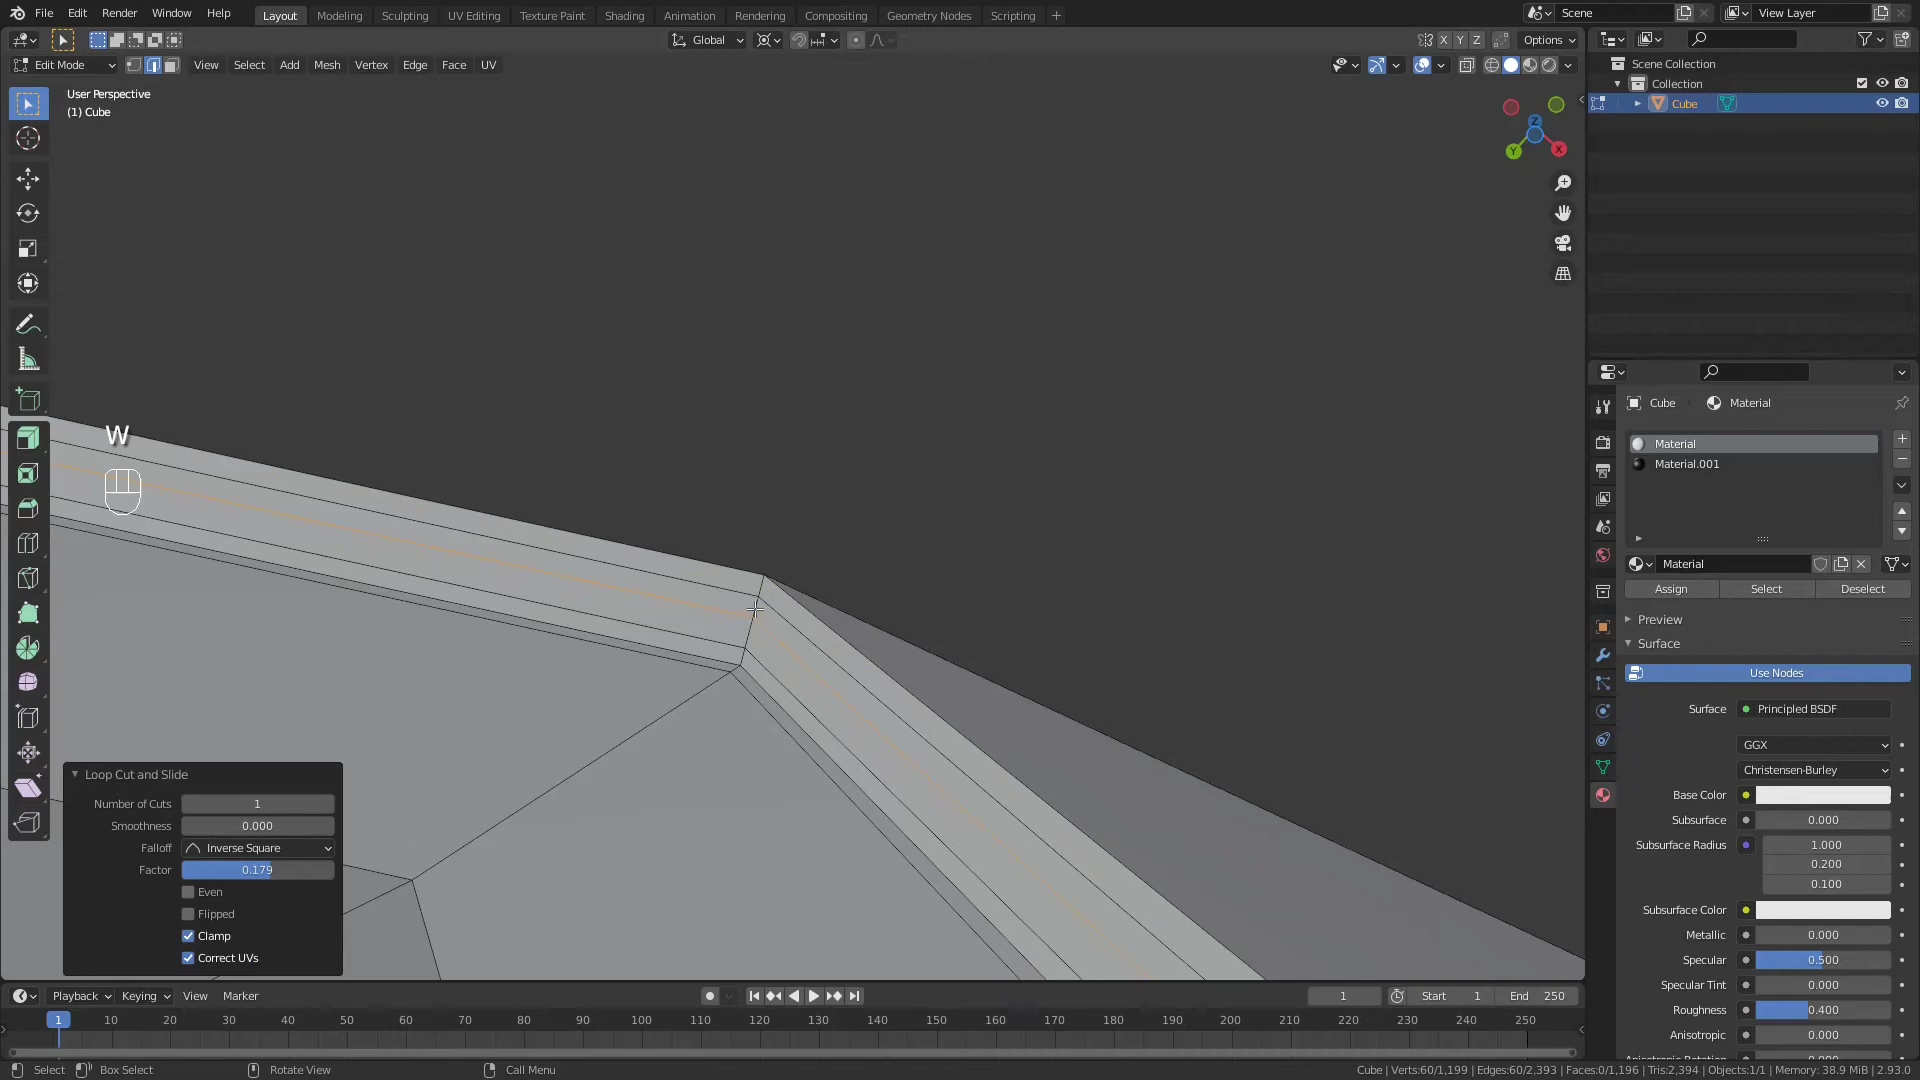 File Edit Render Window Help
Layout Modeling Sculpting UV Editing Texture Paint Shading Animation Rendering Compositing Geometry Nodes Scripting +
Scene View Layer
Global X Y Z Options
Edit Mode View Select Add Mesh Vertex Edge Face UV
User Perspective
(1) Cube
Scene Collection
Collection
Cube
Z
Y X
Cube Material
Material
Material.001
W
Material
Assign Select Deselect
Preview
Surface
Use Nodes
Surface Principled BSDF
GGX
Christensen-Burley
Base Color
Subsurface 0.000
Subsurface Radius 1.000
0.200
0.100
Subsurface Color
Metallic 0.000
Specular 0.500
Specular Tint 0.000
Roughness 0.400
Anisotropic 0.000
Loop Cut and Slide
Number of Cuts 1
Smoothness 0.000
Falloff Inverse Square
Factor 0.179
Even
Flipped
Clamp
Correct UVs
Playback Keying View Marker
1 Start 1 End 250
1 10 20 30 40 50 60 70 80 90 100 110 120 130 140 150 160 170 180 190 200 210 220 230 240 250
Select Box Select Rotate View Call Menu
Cube | Verts:60/1,199 | Edges:60/2,393 | Faces:0/1,196 | Tris:2,394 | Objects:1/1 | Memory: 38.9 MiB | 2.93.0